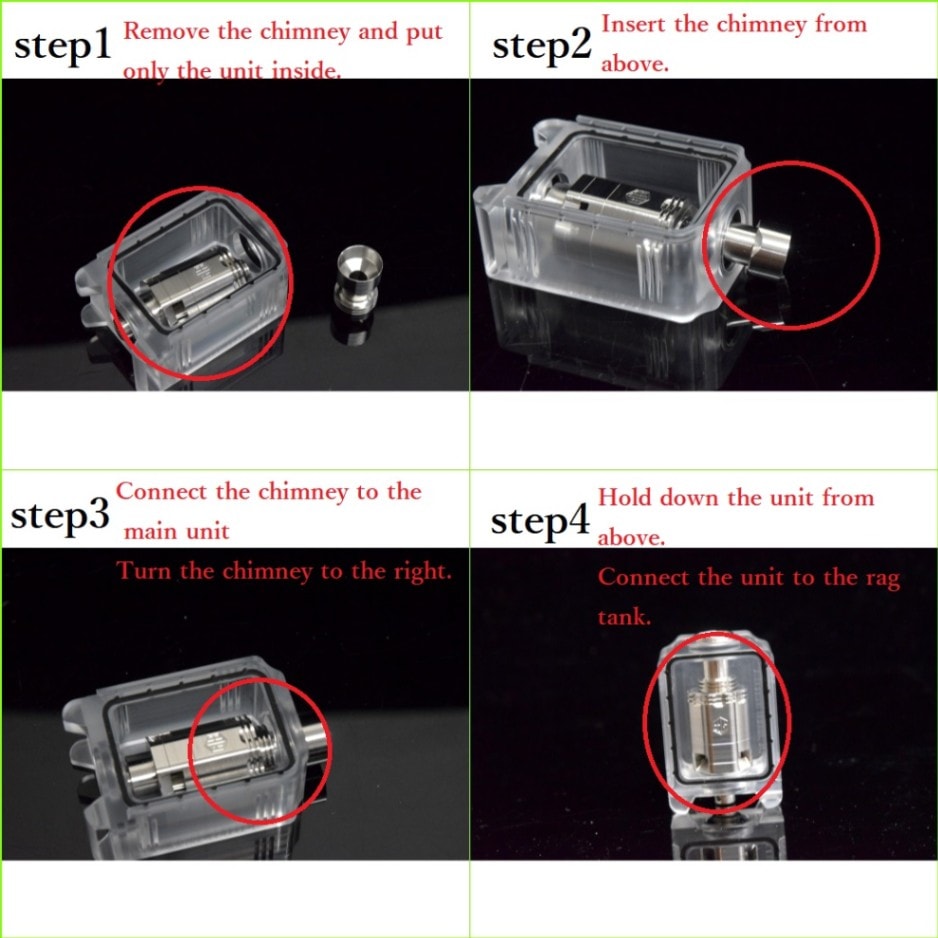 step1
Remove the chimney and put
only the unit inside.
step2
Insert the chimney from
above.
step3
Connect the chimney to the
main unit
Turn the chimney to the right.
step4
Hold down the unit from
above.
Connect the unit to the rag
tank.